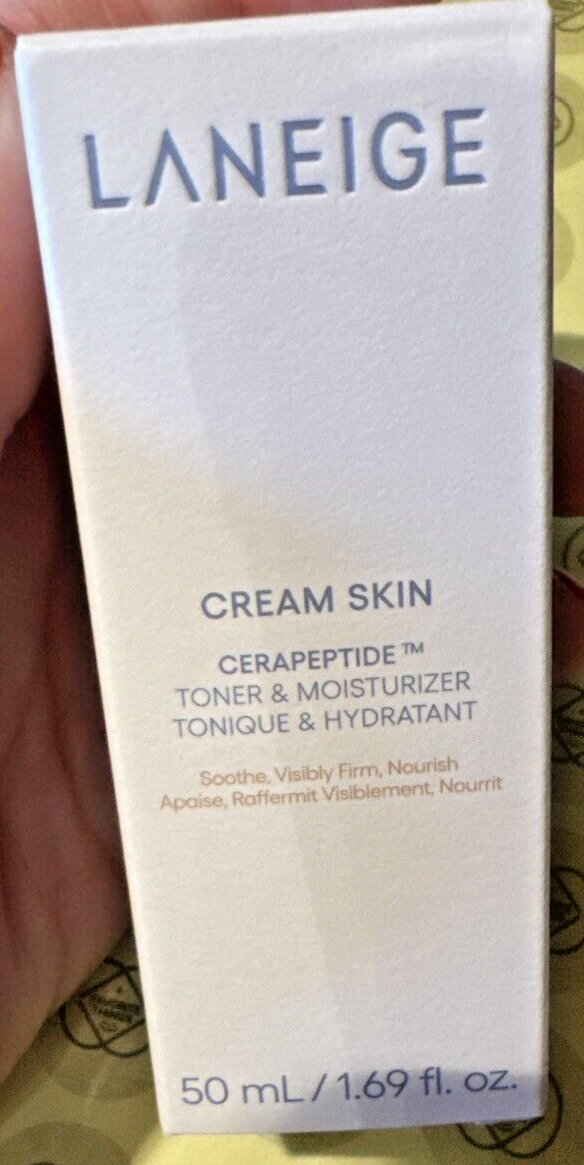 LANEIGE
CREAM SKIN
CERAPEPTIDE™
TONER & MOISTURIZER
TONIQUE & HYDRATANT
Soothe, Visibly Firm, Nourish
Apaise, Raffermit Visiblement, Nourrit
50 mL / 1.69 fl. oz.